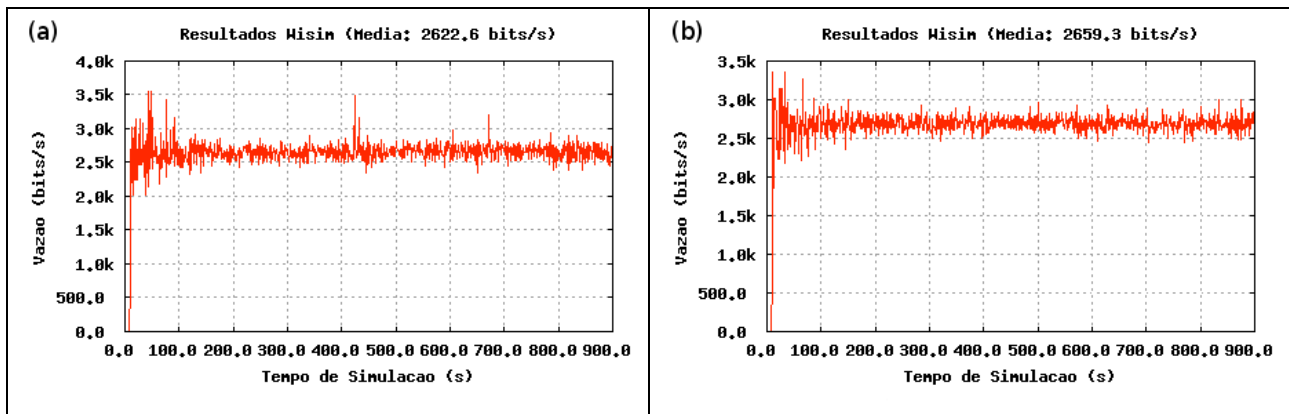 (a)
Resultados Wisim (Media: 2622.6 bits/s)
4.0k
3.5k
3.0k
2.5k
2.0k
1.5k
1.0k
500.0
0.0
Vazao (bits/s)
0.0 100.0 200.0 300.0 400.0 500.0 600.0 700.0 800.0 900.0
Tempo de Simulacao (s)
(b)
Resultados Wisim (Media: 2659.3 bits/s)
3.5k
3.0k
2.5k
2.0k
1.5k
1.0k
500.0
0.0
Vazao (bits/s)
0.0 100.0 200.0 300.0 400.0 500.0 600.0 700.0 800.0 900.0
Tempo de Simulacao (s)